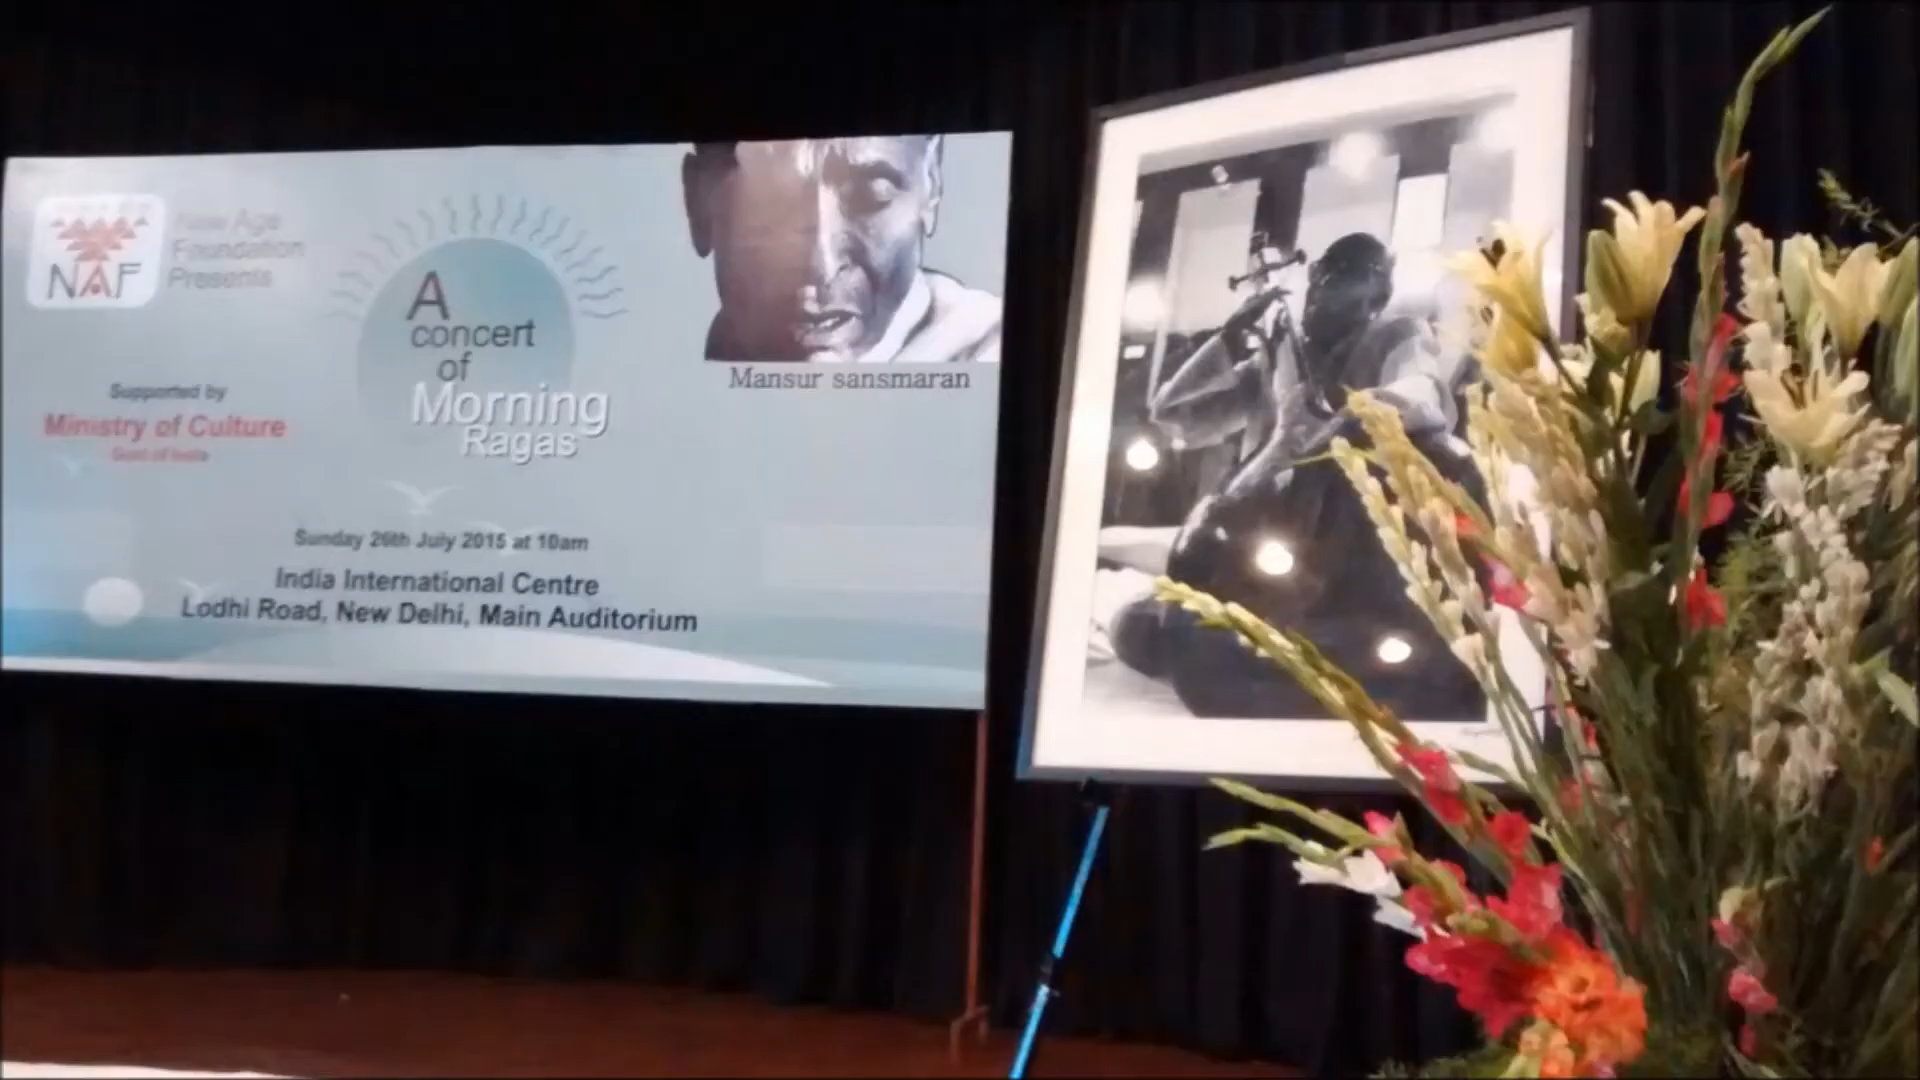 NAF
New Age
Foundation
Presents
A
concert
of
Morning
Ragas
Mansur sansmaran
Supported by
Ministry of Culture
Govt of India
Sunday 26th July 2015 at 10am
India International Centre
Lodhi Road, New Delhi, Main Auditorium